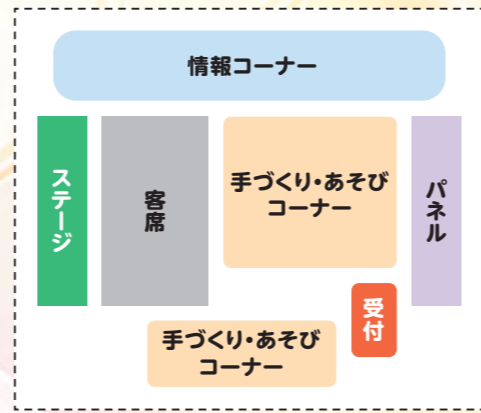 情報コーナー
ステージ
客席
手づくり・あそび
コーナー
パネル
受付
手づくり・あそび
コーナー